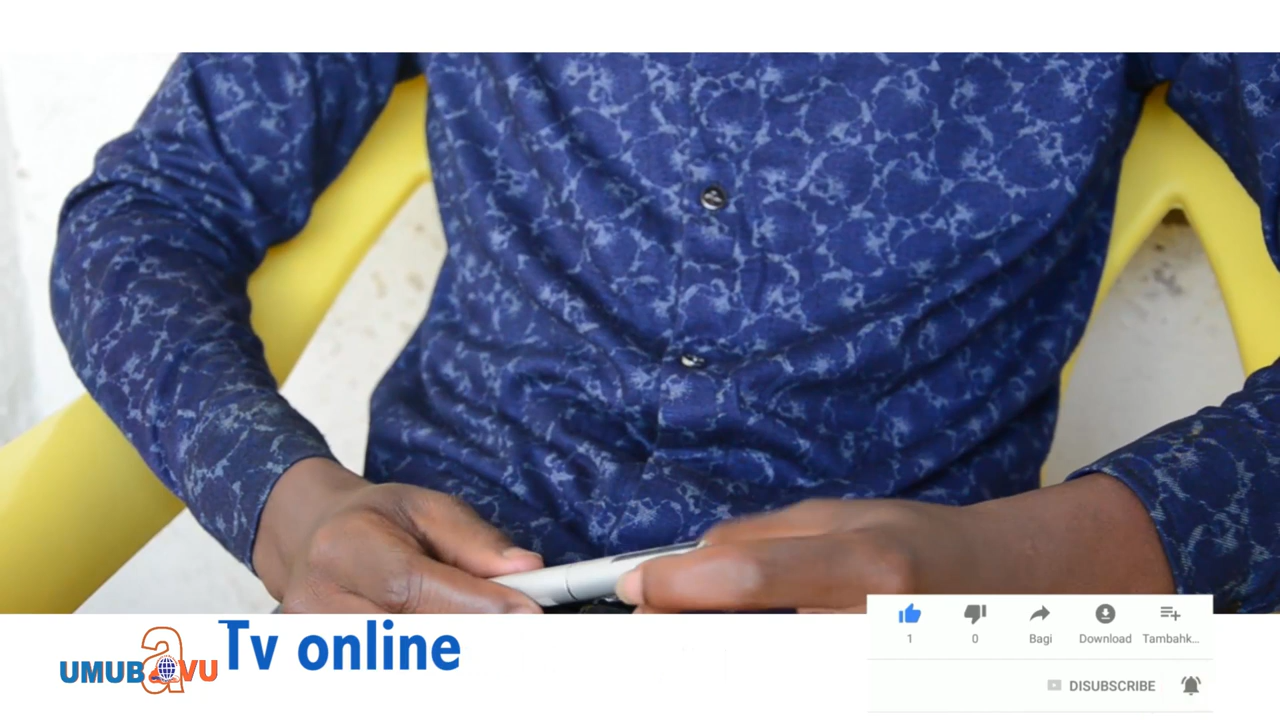 Tv online
UMUBAVU
a
1
0
Bagi
Download
Tambahk...
DISUBSCRIBE